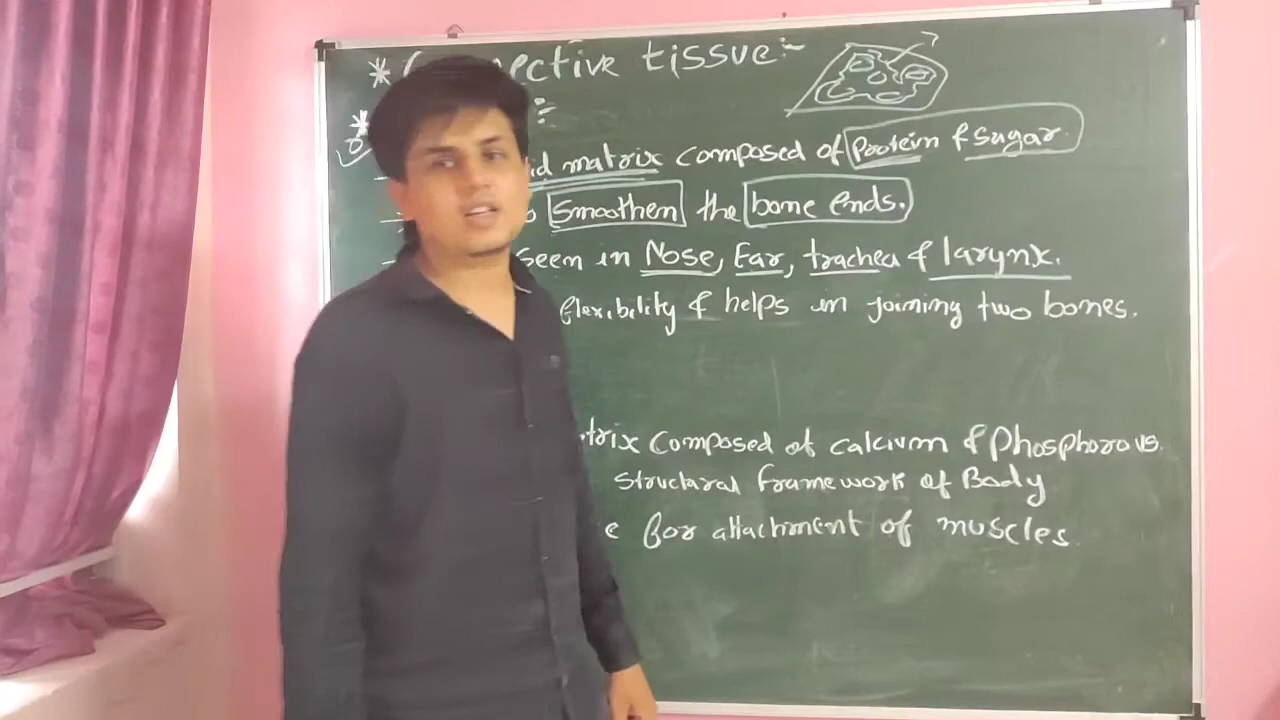 * ective tissue:-
* :-
id matrix composed of Protein & sugar.
Smoothen the bone ends.
Seen in Nose, Ear, trachea & larynx.
flexibility & helps in joining two bones.
trix composed of calcium & phosphorous.
structural framework of Body
e for attachment of muscles.